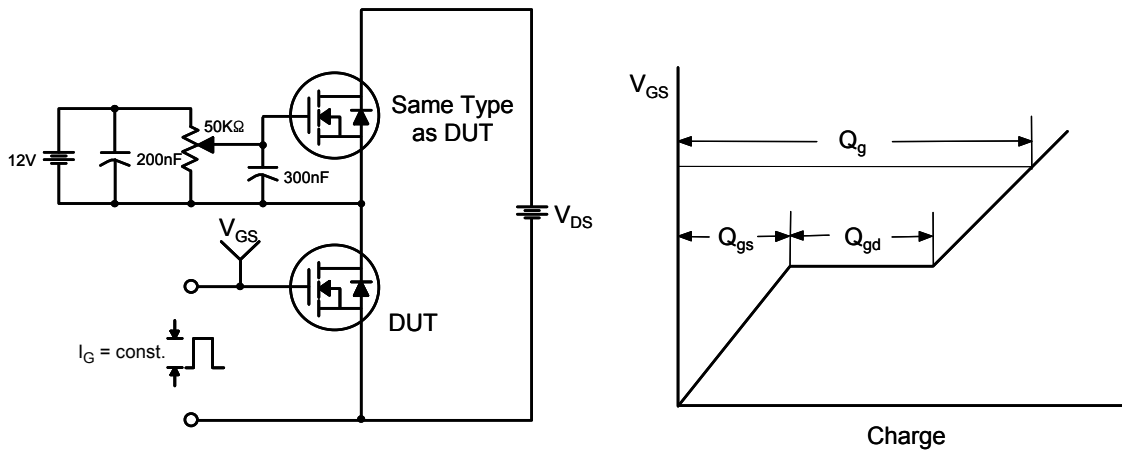 Same Type
as DUT
50KΩ
12V
200nF
300nF
V_GS
V_DS
DUT
I_G = const.
V_GS
Q_g
Q_gs
Q_gd
Charge